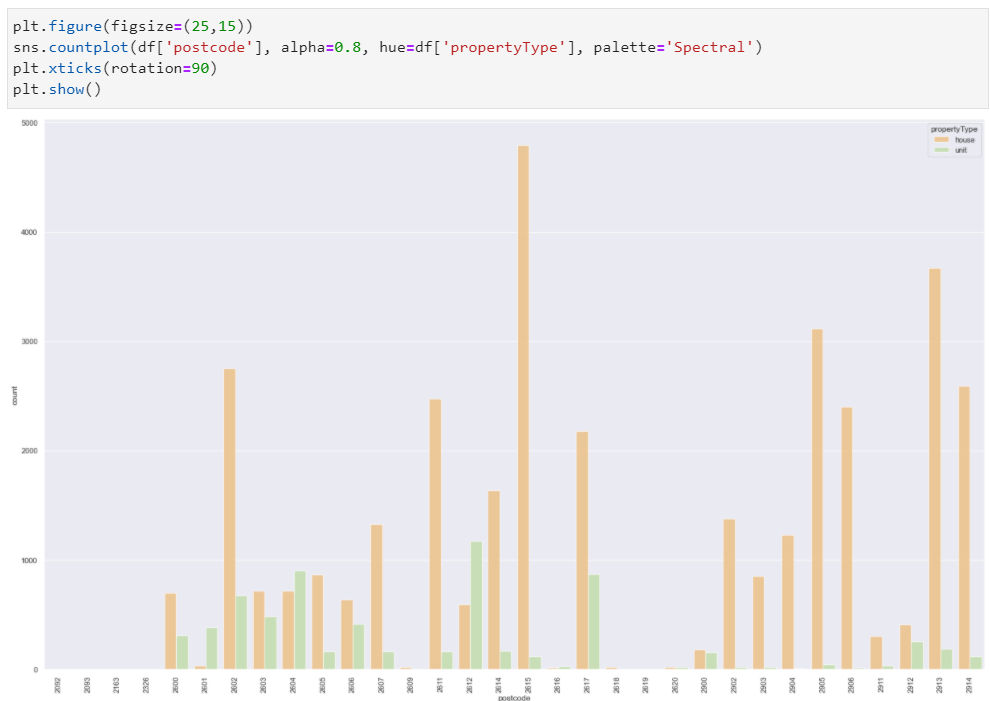 plt.figure(figsize=(25,15))
sns.countplot(df['postcode'], alpha=0.8, hue=df['propertyType'], palette='Spectral')
plt.xticks(rotation=90)
plt.show()
propertyType
house
unit
5000
4000
3000
2000
1000
0
count
2092 2093 2163 2326 2600 2601 2602 2603 2604 2605 2606 2607 2609 2611 2612 2614 2615 2616 2617 2618 2619 2620 2900 2902 2903 2904 2905 2906 2911 2912 2913 2914
postcode